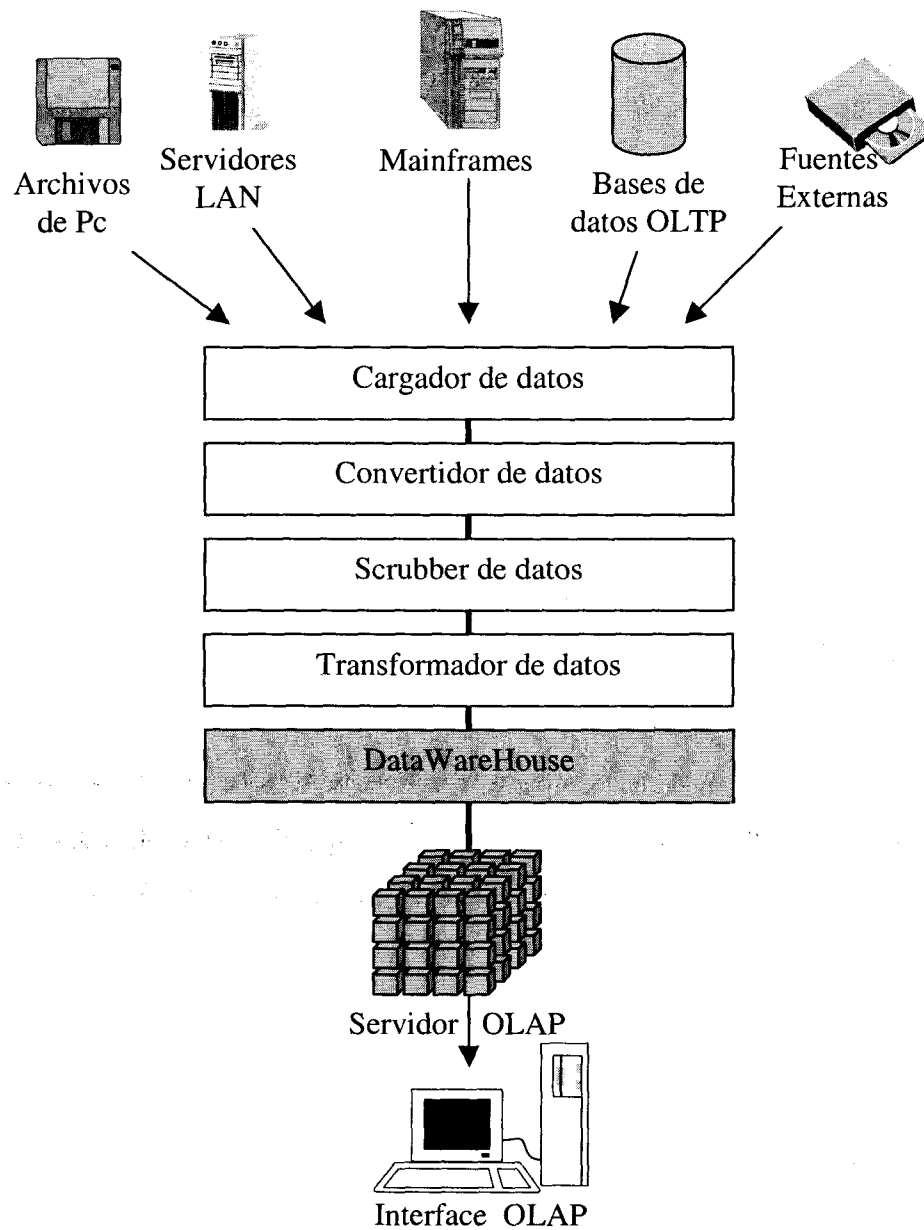 Archivos
de Pc
Servidores
LAN
Mainframes
Bases de
datos OLTP
Fuentes
Externas
Cargador de datos
Convertidor de datos
Scrubber de datos
Transformador de datos
DataWareHouse
Servidor OLAP
Interface OLAP